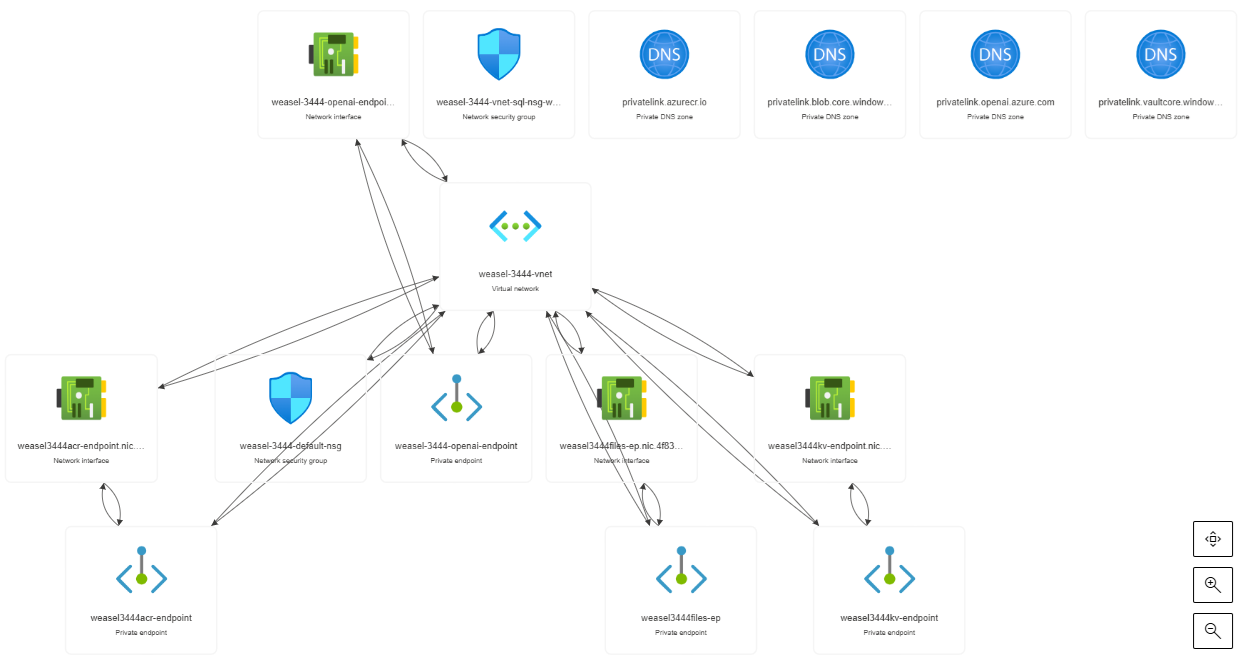 DNS
DNS
DNS
DNS
weasel-3444-openai-endpoi...
Network interface
weasel-3444-vnet-sql-nsg-w...
Network security group
privatelink.azurecr.io
Private DNS zone
privatelink.blob.core.window...
Private DNS zone
privatelink.openai.azure.com
Private DNS zone
privatelink.vaultcore.window...
Private DNS zone
weasel-3444-vnet
Virtual network
weasel3444acr-endpoint.nic....
Network interface
weasel-3444-default-nsg
Network security group
weasel-3444-openai-endpoint
Private endpoint
weasel3444files-ep.nic.4f83...
Network interface
weasel3444kv-endpoint.nic....
Network interface
weasel3444acr-endpoint
Private endpoint
weasel3444files-ep
Private endpoint
weasel3444kv-endpoint
Private endpoint